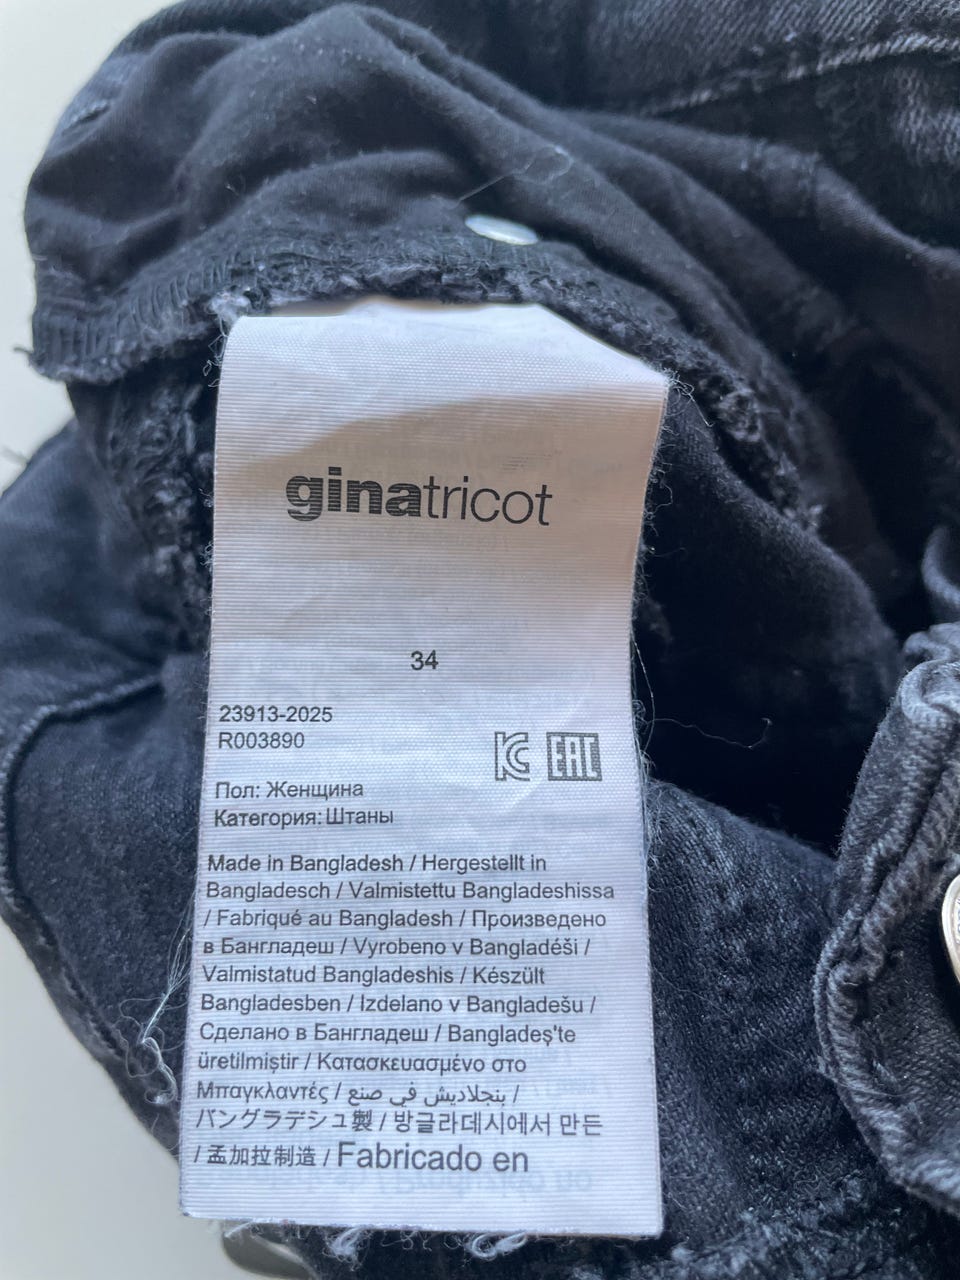 ginatricot
34
23913-2025
R003890
EAC
Пол: Женщина
Категория: Штаны
Made in Bangladesh / Hergestellt in
Bangladesch / Valmistettu Bangladeshissa
/ Fabriqué au Bangladesh / Произведено
в Бангладеш / Vyrobeno v Bangladéši /
Valmistatud Bangladeshis / Készült
Bangladesben / Izdelano v Bangladešu /
Сделано в Бангладеш / Bangladeş'te
üretilmiştir / Κατασκευασμένο στο
Μπαγκλαντές / بنجلاديش في صنع /
バングラデシュ製 / 방글라데시에서 만든
/ 孟加拉制造 / Fabricado en